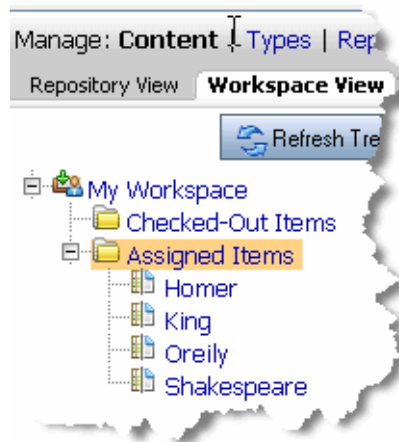 Manage: Content Types | Rep
Repository View Workspace View
Refresh Tre
My Workspace
Checked-Out Items
Assigned Items
Homer
King
Oreily
Shakespeare